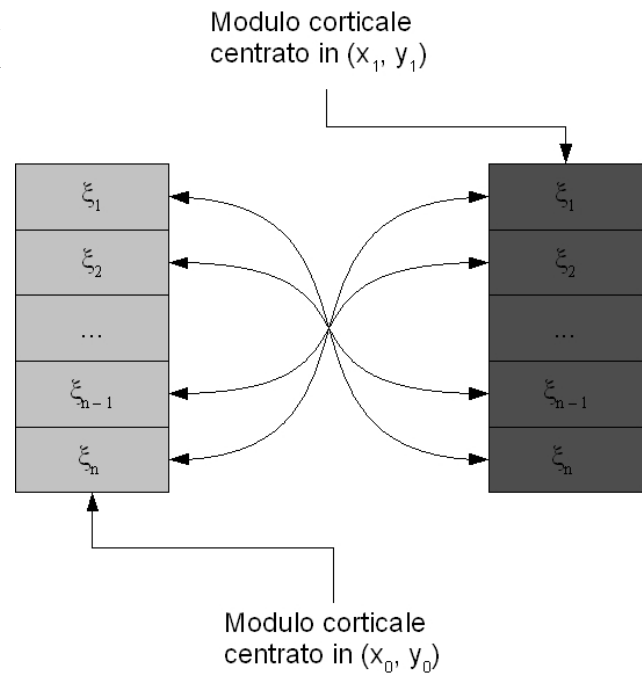 Modulo corticale
centrato in (x₁, y₁)
ξ₁
ξ₂
...
ξₙ₋₁
ξₙ
ξ₁
ξ₂
...
ξₙ₋₁
ξₙ
Modulo corticale
centrato in (x₀, y₀)